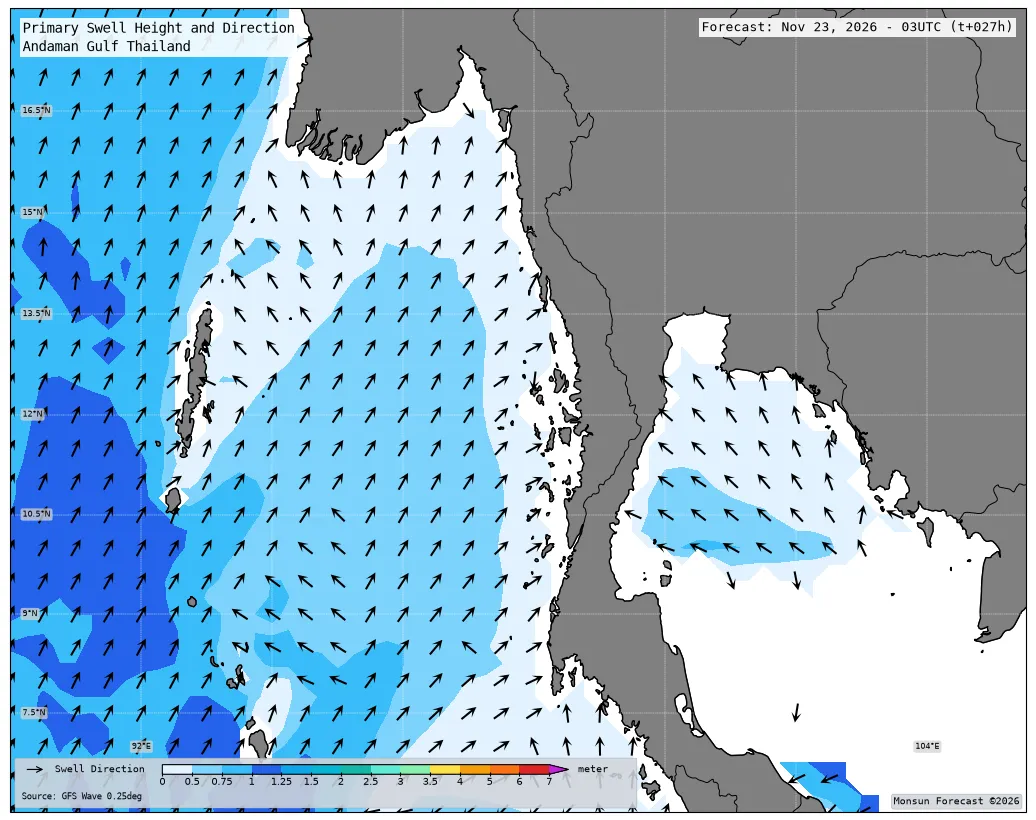 Primary Swell Height and Direction
Andaman Gulf Thailand
Forecast: Nov 23, 2026 - 03UTC (t+027h)
16.5°N
15°N
13.5°N
12°N
10.5°N
9°N
7.5°N
92°E
104°E
Swell Direction
0 0.5 0.75 1 1.25 1.5 2 2.5 3 3.5 4 5 6 meter
Source: GFS Wave 0.25deg
Monsun Forecast ©2026